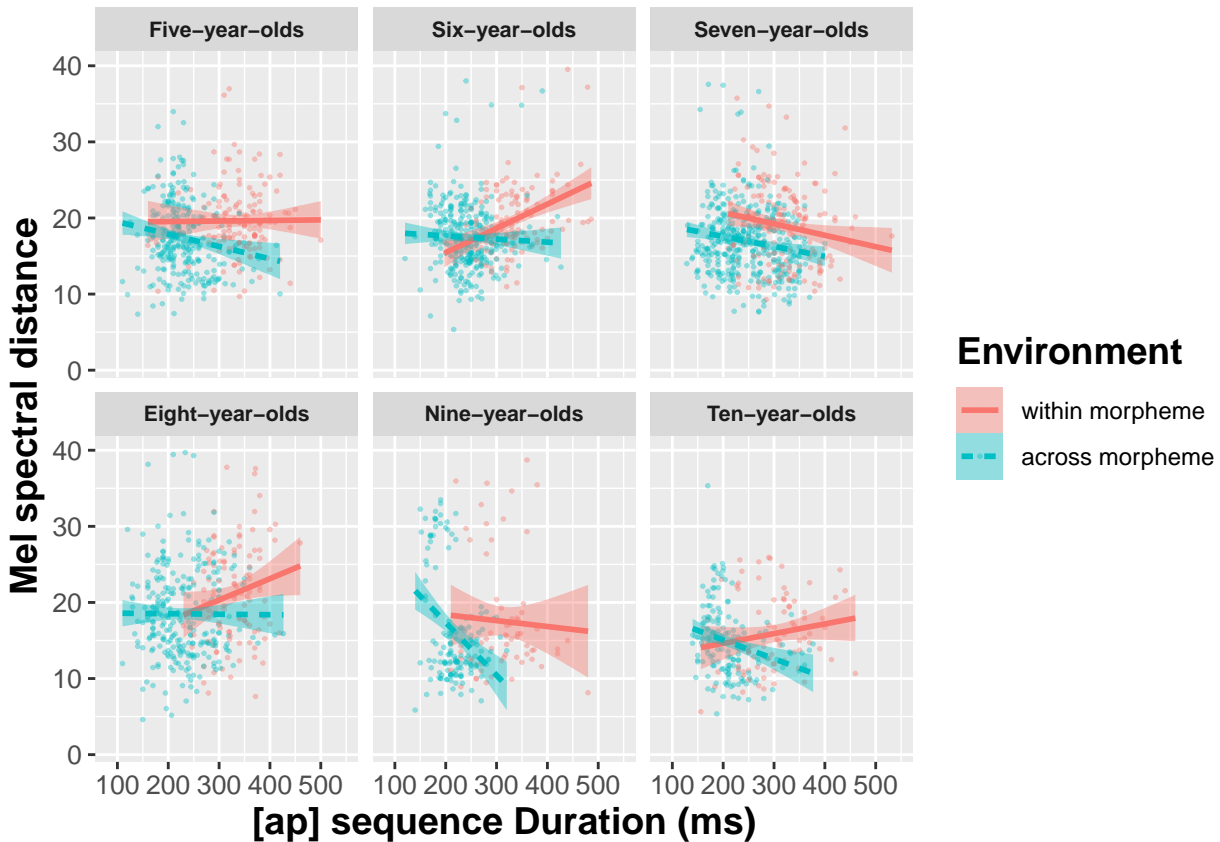 Five−year−olds Six−year−olds Seven−year−olds
40
30
20
10
0
Eight−year−olds Nine−year−olds Ten−year−olds
40
30
20
10
0
100 200 300 400 500 100 200 300 400 500 100 200 300 400 500
[ap] sequence Duration (ms)
Mel spectral distance
Environment
within morpheme
across morpheme